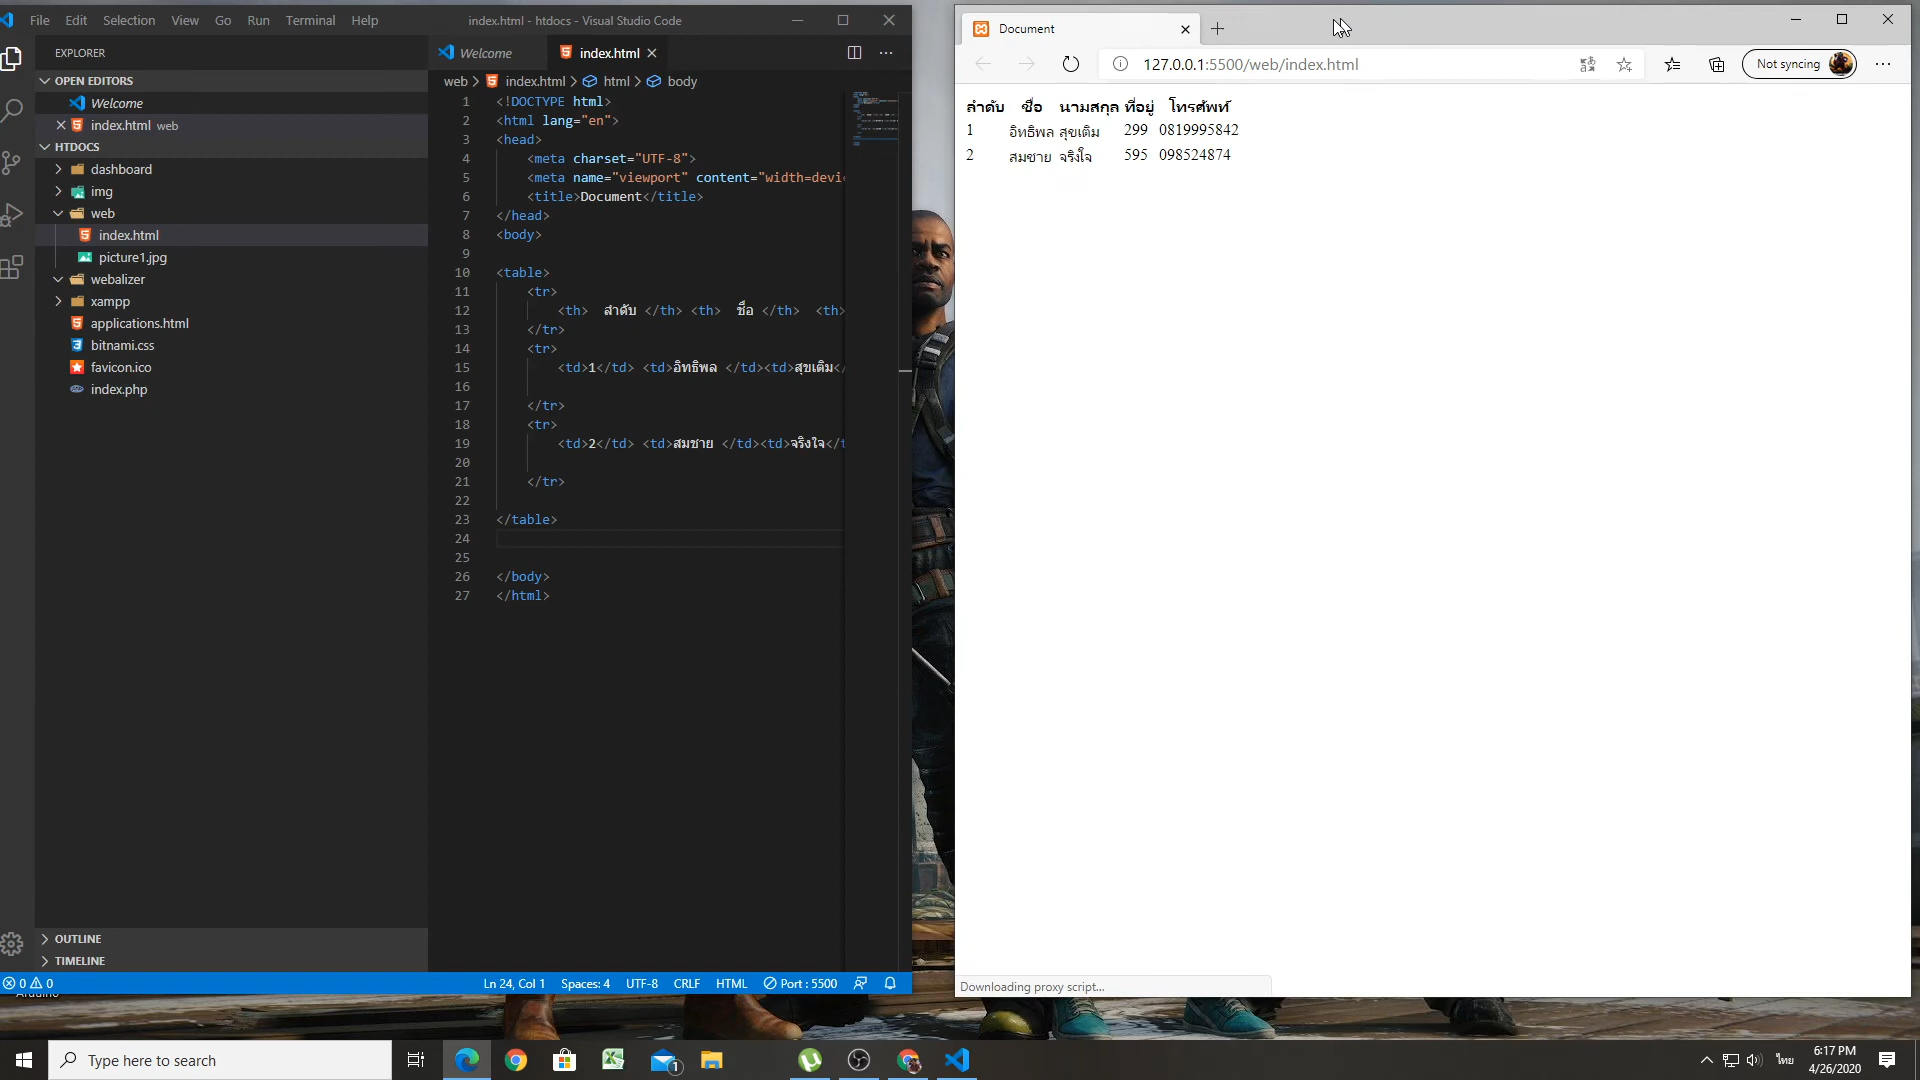 File Edit Selection View Go Run Terminal Help
index.html - htdocs - Visual Studio Code
EXPLORER
OPEN EDITORS
Welcome
index.html web
HTDOCS
dashboard
img
web
index.html
picture1.jpg
webalizer
xampp
applications.html
bitnami.css
favicon.ico
index.php
OUTLINE
TIMELINE
Welcome index.html
web > index.html > html > body
1 <!DOCTYPE html>
2 <html lang="en">
3 <head>
4 <meta charset="UTF-8">
5 <meta name="viewport" content="width=devi
6 <title>Document</title>
7 </head>
8 <body>
9
10 <table>
11 <tr>
12 <th> ลำดับ </th> <th> ชื่อ </th> <th>
13 </tr>
14 <tr>
15 <td>1</td> <td>อิทธิพล </td><td>สุขเติม</
16
17 </tr>
18 <tr>
19 <td>2</td> <td>สมชาย </td><td>จริงใจ</t
20
21 </tr>
22
23 </table>
24
25
26 </body>
27 </html>
0 0
Ln 24, Col 1 Spaces: 4 UTF-8 CRLF HTML Port : 5500
Document
127.0.0.1:5500/web/index.html
Not syncing
ลำดับ ชื่อ นามสกุล ที่อยู่ โทรศัพท์
1 อิทธิพล สุขเติม 299 0819995842
2 สมชาย จริงใจ 595 098524874
Downloading proxy script...
Type here to search
1
ไทย
6:17 PM
4/26/2020